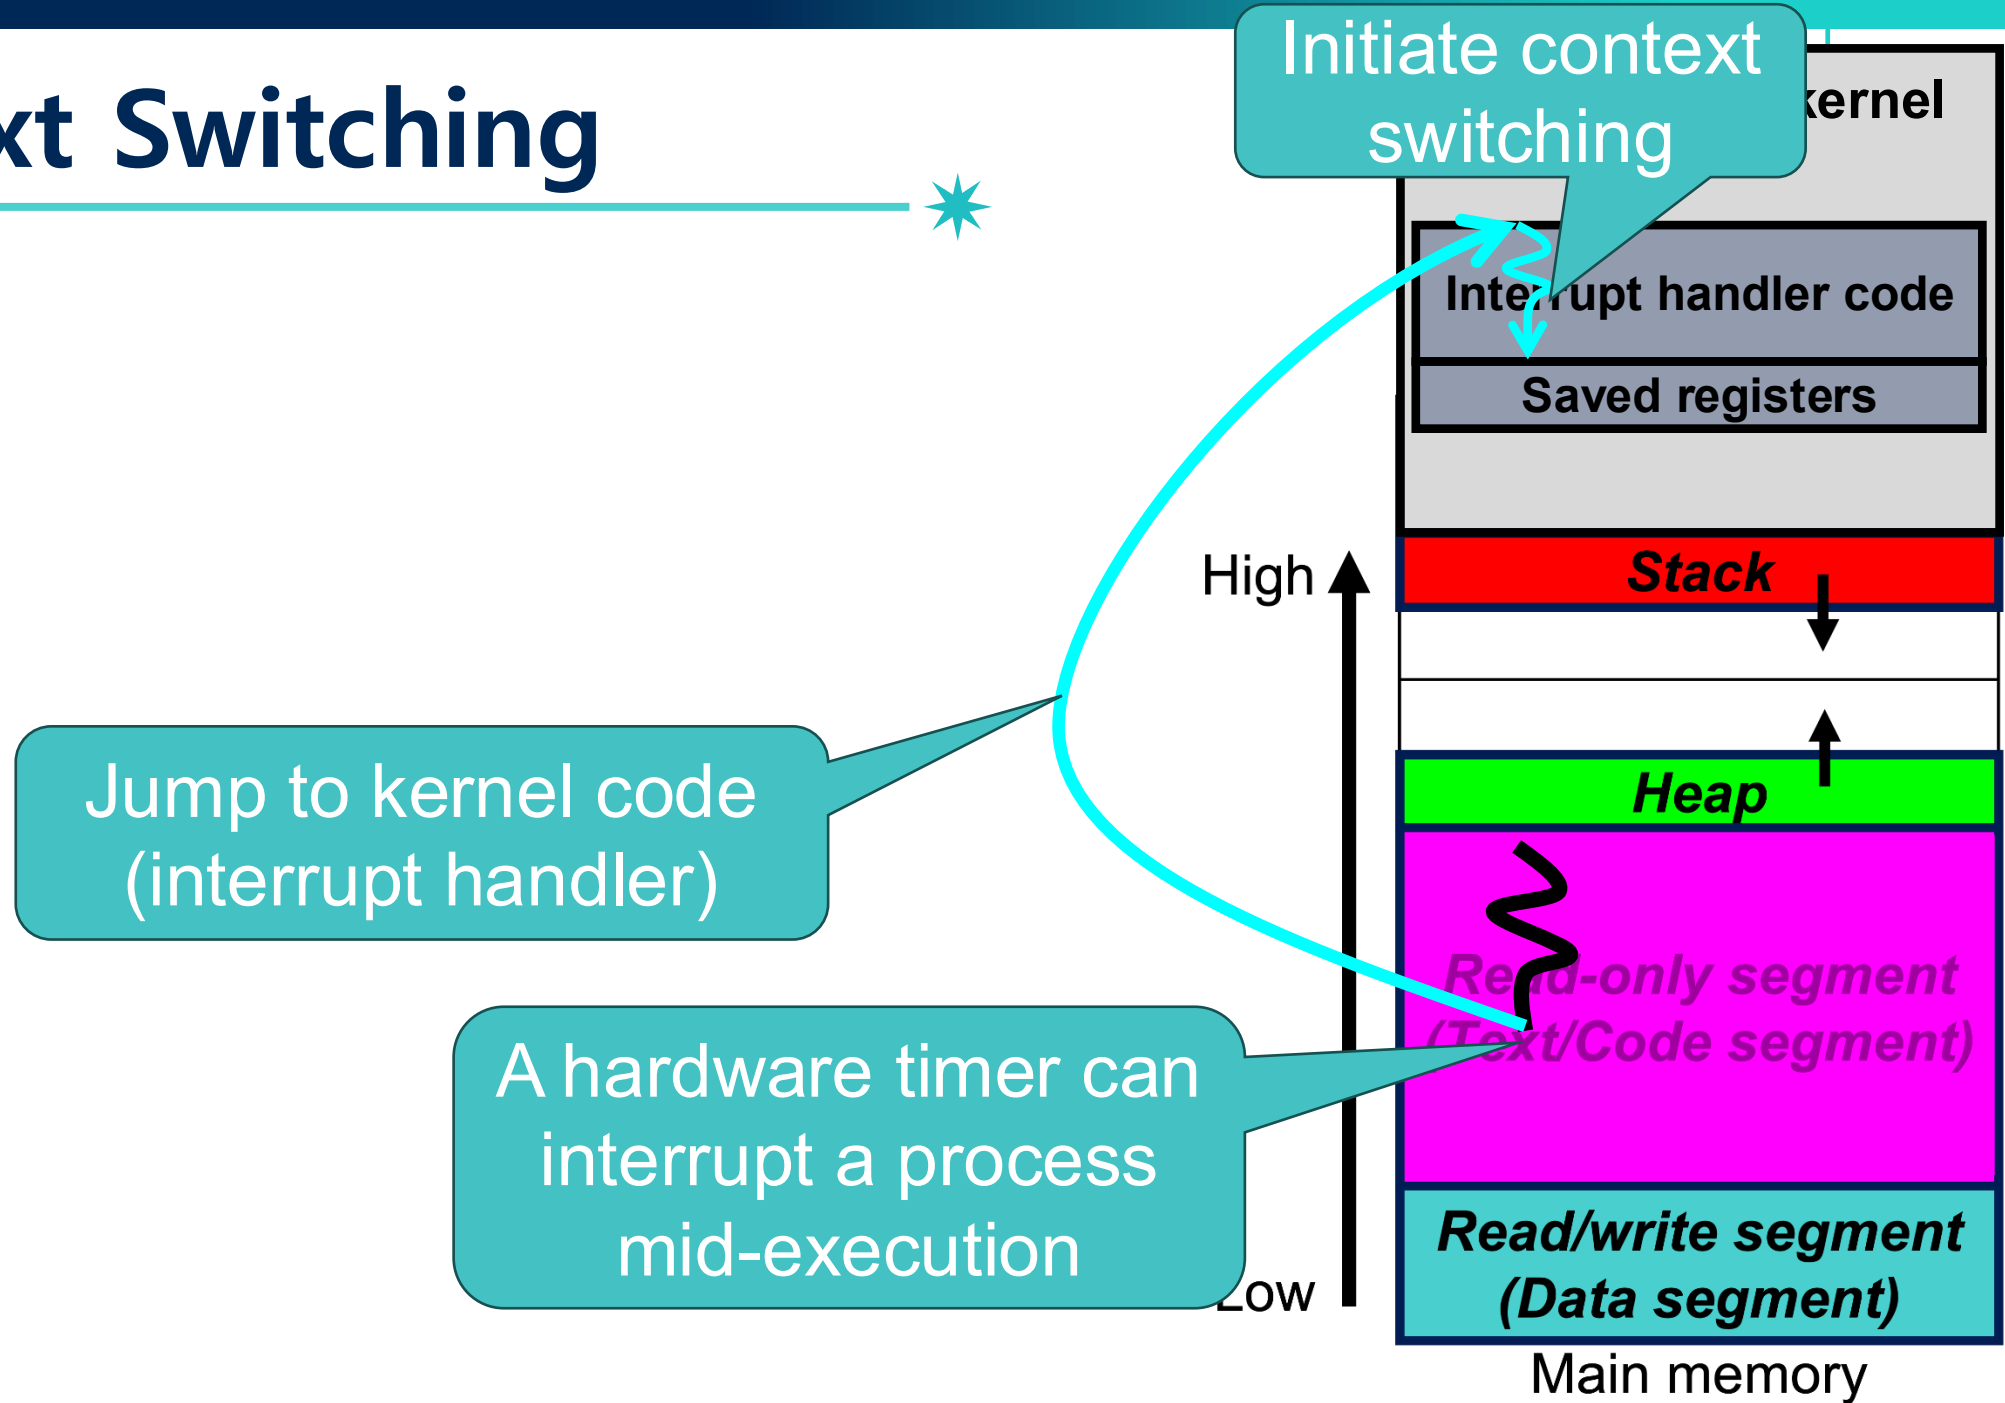 xt Switching
Initiate context
switching
kernel
Interrupt handler code
Saved registers
High
Stack
Heap
Jump to kernel code
(interrupt handler)
Read-only segment
(Text/Code segment)
A hardware timer can
interrupt a process
mid-execution
Read/write segment
(Data segment)
Low
Main memory